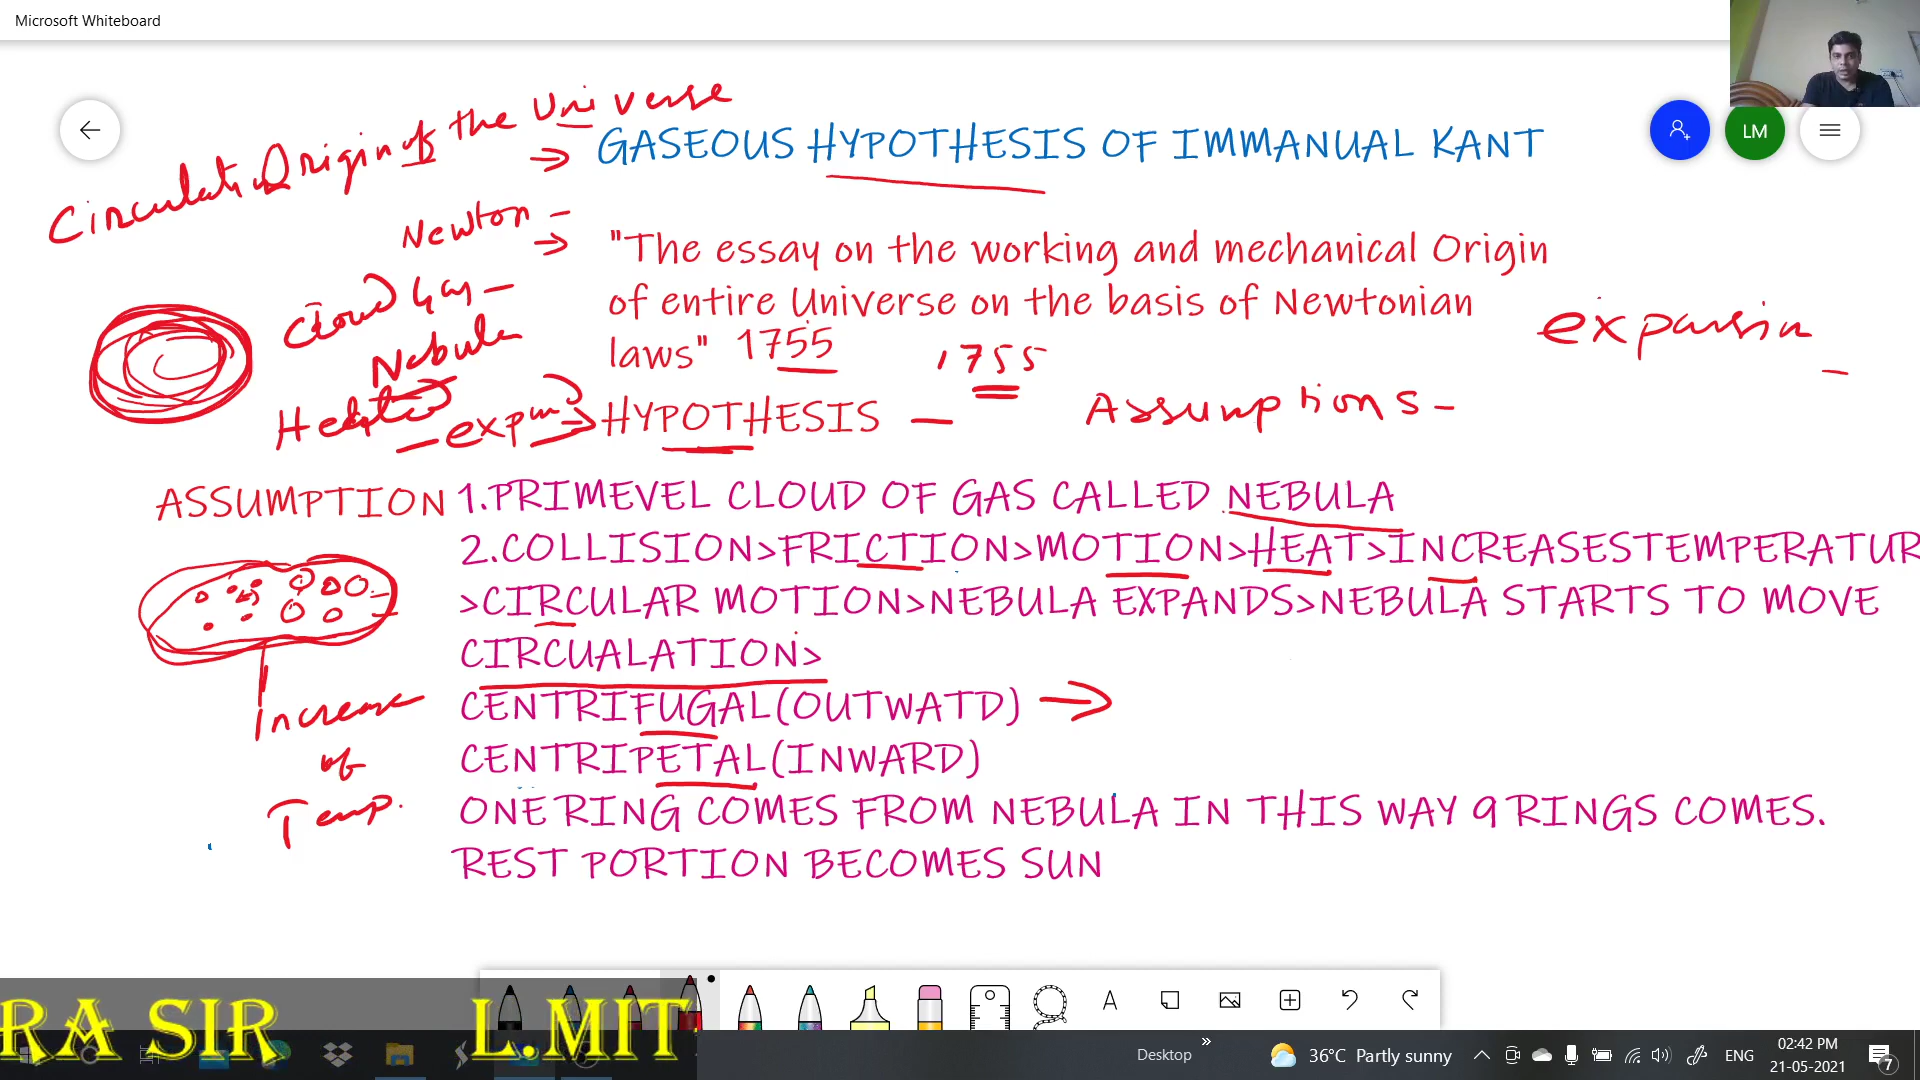 Microsoft Whiteboard
Origin of the Universe
GASEOUS HYPOTHESIS OF IMMANUAL KANT
LM
Newton -
"The essay on the working and mechanical Origin
of entire Universe on the basis of Newtonian
laws" 1755
1755
Cloud Gas -
Nebula
Heated
expansion
HYPOTHESIS -
Assumptions -
ASSUMPTION
1.PRIMEVEL CLOUD OF GAS CALLED NEBULA
2.COLLISION>FRICTION>MOTION>HEAT>INCREASESTEMPERATUR
>CIRCULAR MOTION>NEBULA EXPANDS>NEBULA STARTS TO MOVE
CIRCUALATION>
CENTRIFUGAL(OUTWATD)
CENTRIPETAL(INWARD)
ONE RING COMES FROM NEBULA IN THIS WAY 9 RINGS COMES.
REST PORTION BECOMES SUN
Increase
of
Temp.
RA SIR L.MIT
Desktop
36°C Partly sunny
ENG
02:42 PM
21-05-2021
7